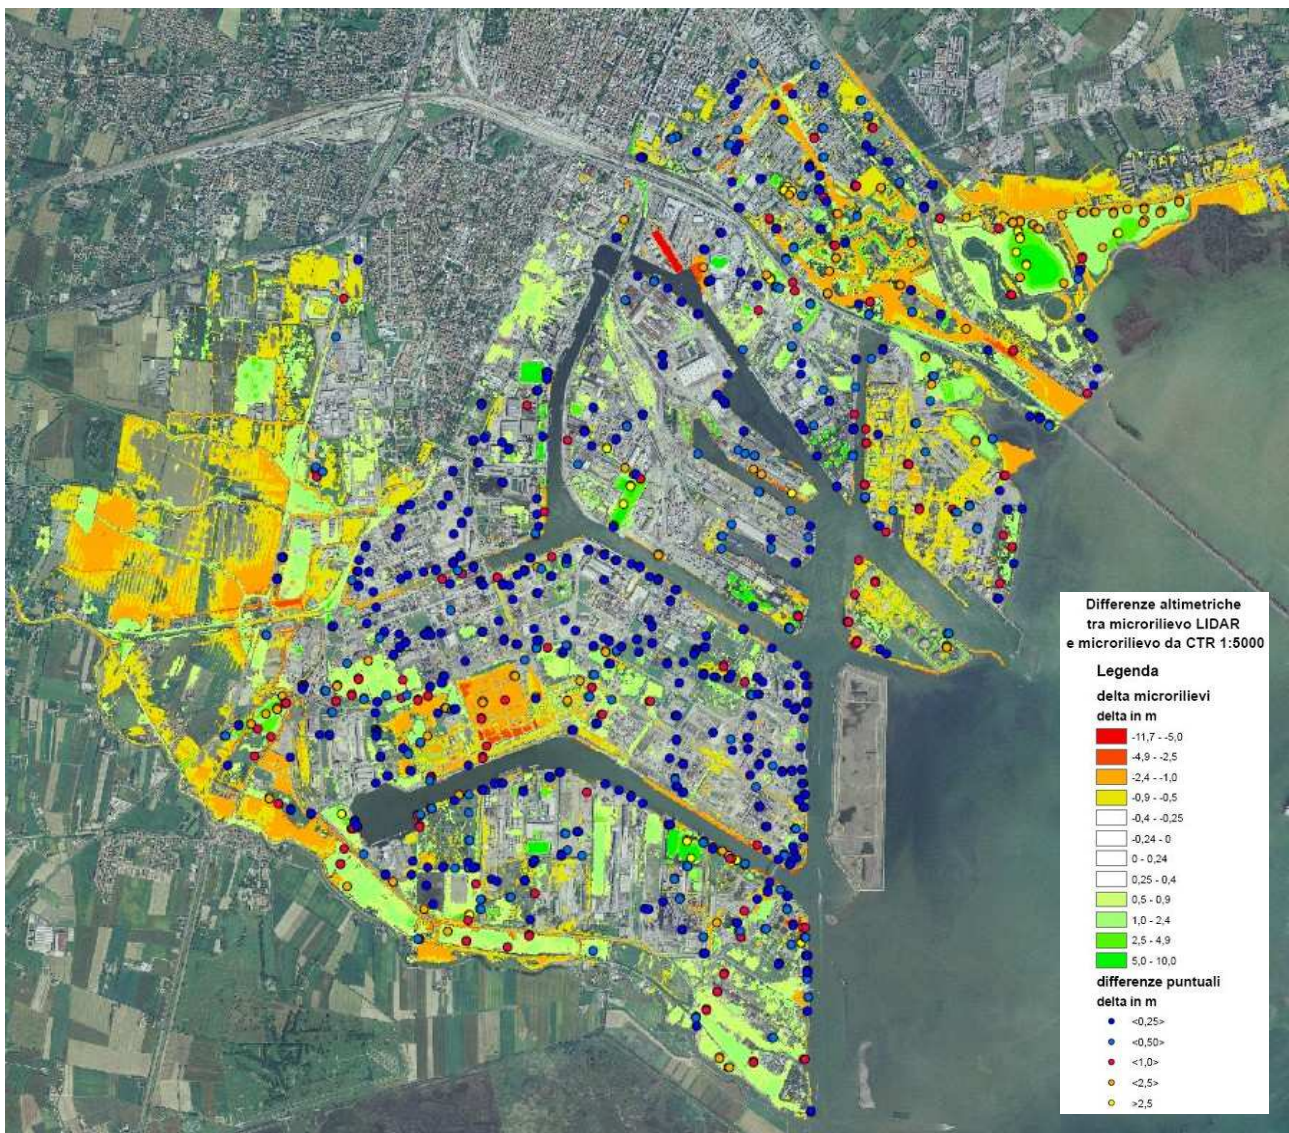 Differenze altimetriche
tra microrilievo LIDAR
e microrilievo da CTR 1:5000
Legenda
delta microrilievi
delta in m
-11,7 - -5,0
-4,9 - -2,5
-2,4 - -1,0
-0,9 - -0,5
-0,4 - -0,25
-0,24 - 0
0 - 0,24
0,25 - 0,4
0,5 - 0,9
1,0 - 2,4
2,5 - 4,9
5,0 - 10,0
differenze puntuali
delta in m
<0,25>
<0,50>
<1,0>
<2,5>
>2,5